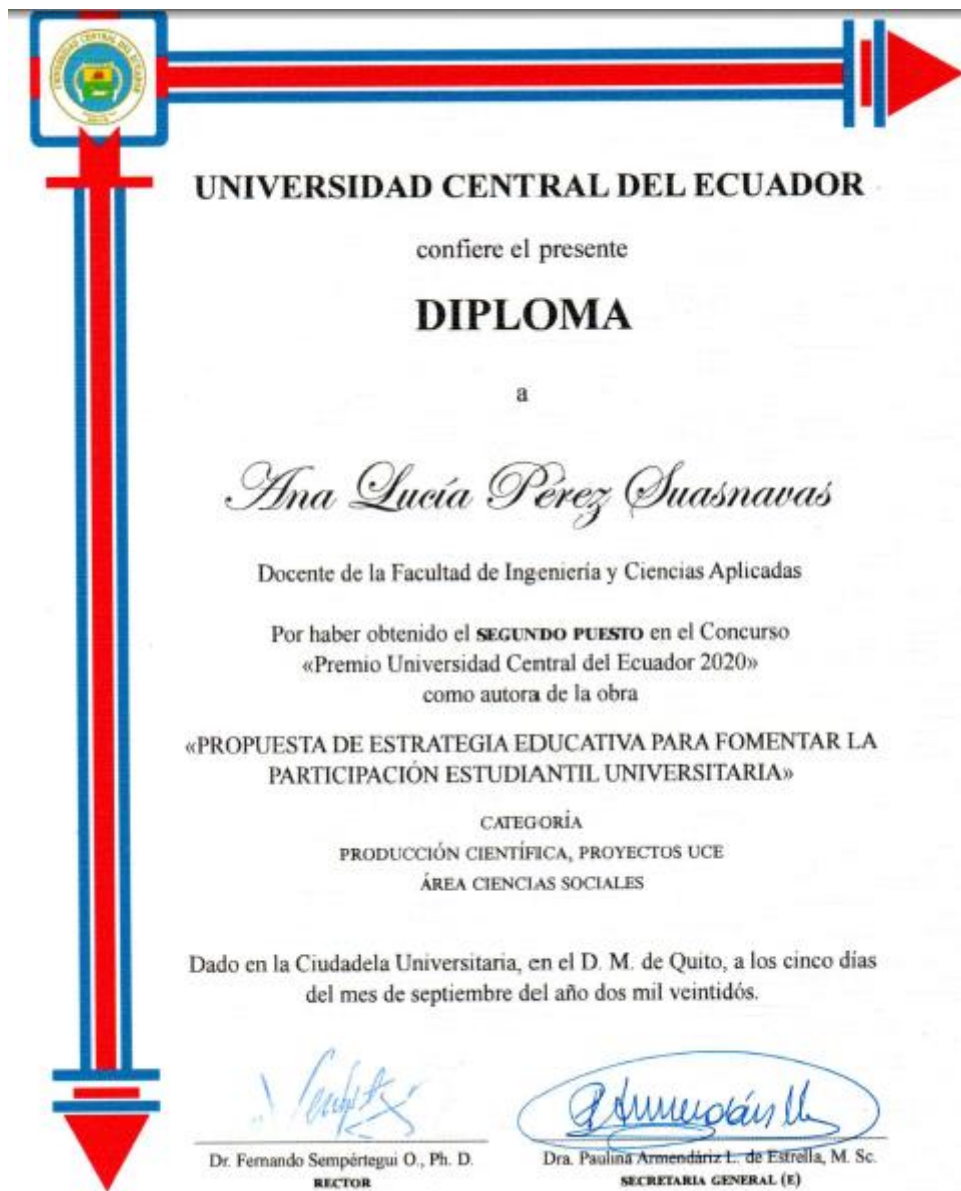 UNIVERSIDAD CENTRAL DEL ECUADOR
confiere el presente
DIPLOMA
a
Ana Lucía Pérez Suasnavas
Docente de la Facultad de Ingeniería y Ciencias Aplicadas
Por haber obtenido el SEGUNDO PUESTO en el Concurso
«Premio Universidad Central del Ecuador 2020»
como autora de la obra
«PROPUESTA DE ESTRATEGIA EDUCATIVA PARA FOMENTAR LA
PARTICIPACIÓN ESTUDIANTIL UNIVERSITARIA»
CATEGORÍA
PRODUCCIÓN CIENTÍFICA, PROYECTOS UCE
ÁREA CIENCIAS SOCIALES
Dado en la Ciudadela Universitaria, en el D. M. de Quito, a los cinco días
del mes de septiembre del año dos mil veintidós.
Dr. Fernando Sempértegui O., Ph. D.
RECTOR
Dra. Paulina Armendáriz L. de Estrella, M. Sc.
SECRETARIA GENERAL (E)